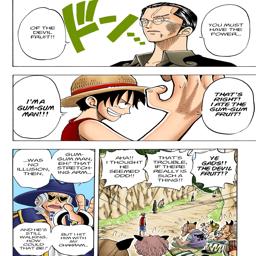 YOU MUST
HAVE THE
POWER...
OF THE
DEVIL
FRUIT!!
ドン
THAT'S
RIGHT!
I ATE THE
GUM-GUM
FRUIT!
I'M A
GUM-GUM
MAN!!!
YE
GADS!!
THE DEVIL
FRUIT!?
THAT'S
TROUBLE,
IF THERE
REALLY IS
SUCH A
THING!!
AHA!!
I THOUGHT
HE
SEEMED
ODD!!
GUM-GUM
MAN,
EH? THAT
STRETCH-
ING ARM...
...WAS
NO
ILLUSION,
THEN.
BUT I HIT
HIM WITH
MY
AND HE'S
STILL
WALKING.
HOW
COULD
THAT BE!